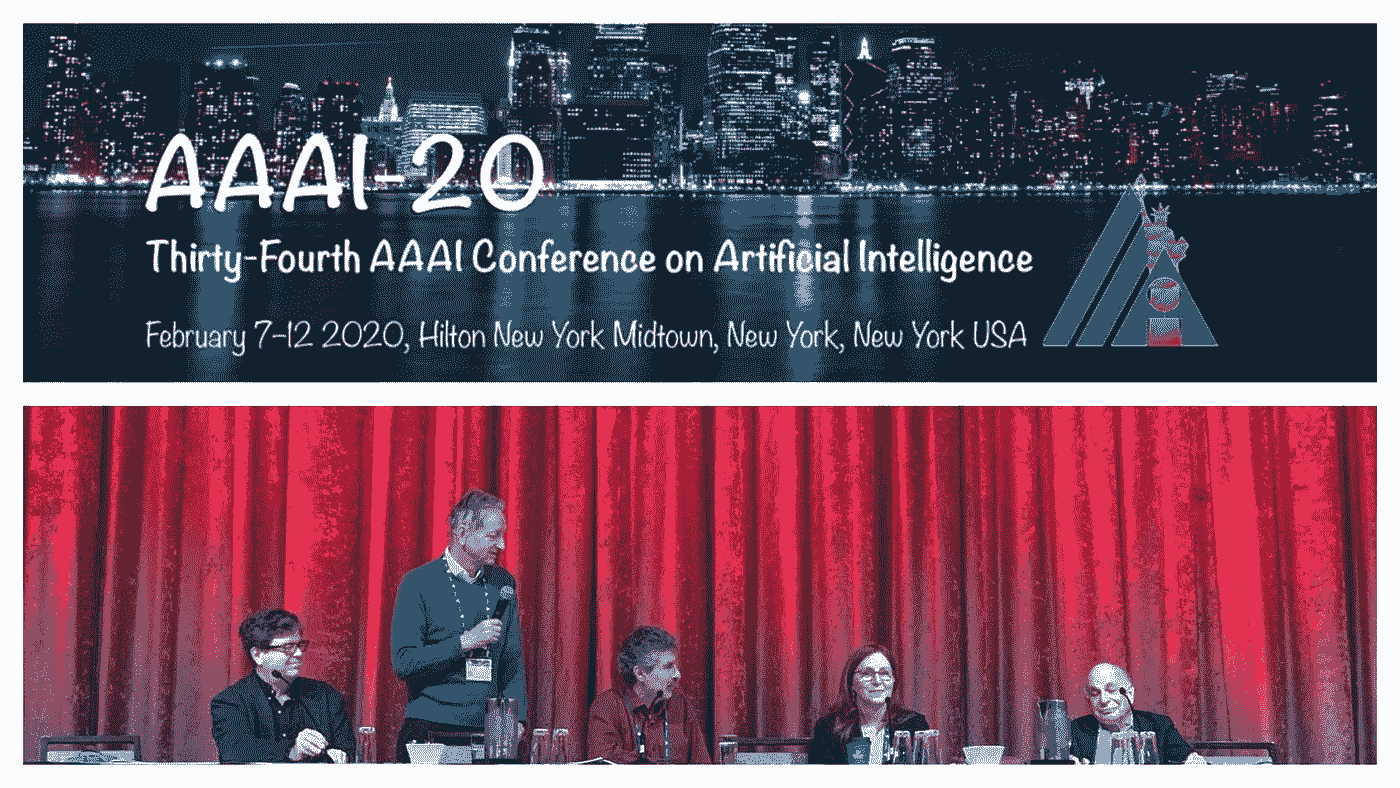 AAAI-20
Thirty-Fourth AAAI Conference on Artificial Intelligence
February 7-12 2020, Hilton New York Midtown, New York, New York USA